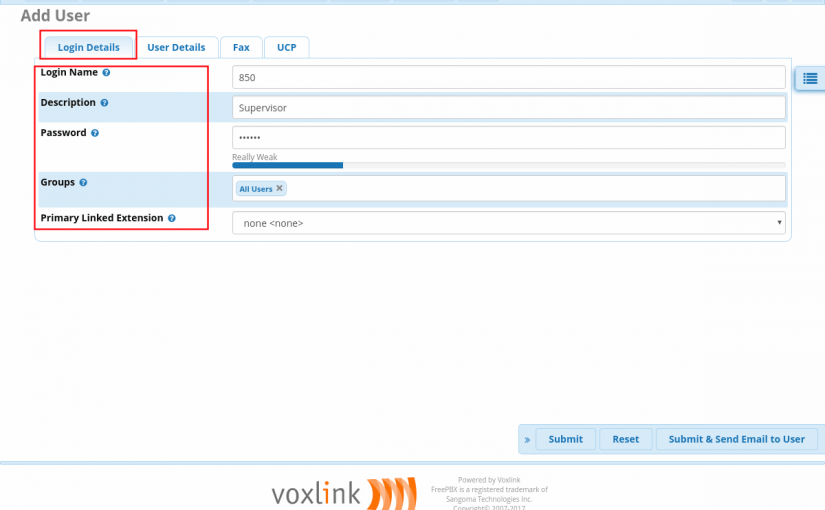 Add User
Login Details
User Details
Fax
UCP
Login Name
850
Description
Supervisor
Password
••••••
Really Weak
Groups
All Users ×
Primary Linked Extension
none <none>
» Submit
Reset
Submit & Send Email to User
voxlink
Powered by Voxlink
FreePBX is a registered trademark of
Sangoma Technologies Inc.
Copyright© 2007-2017